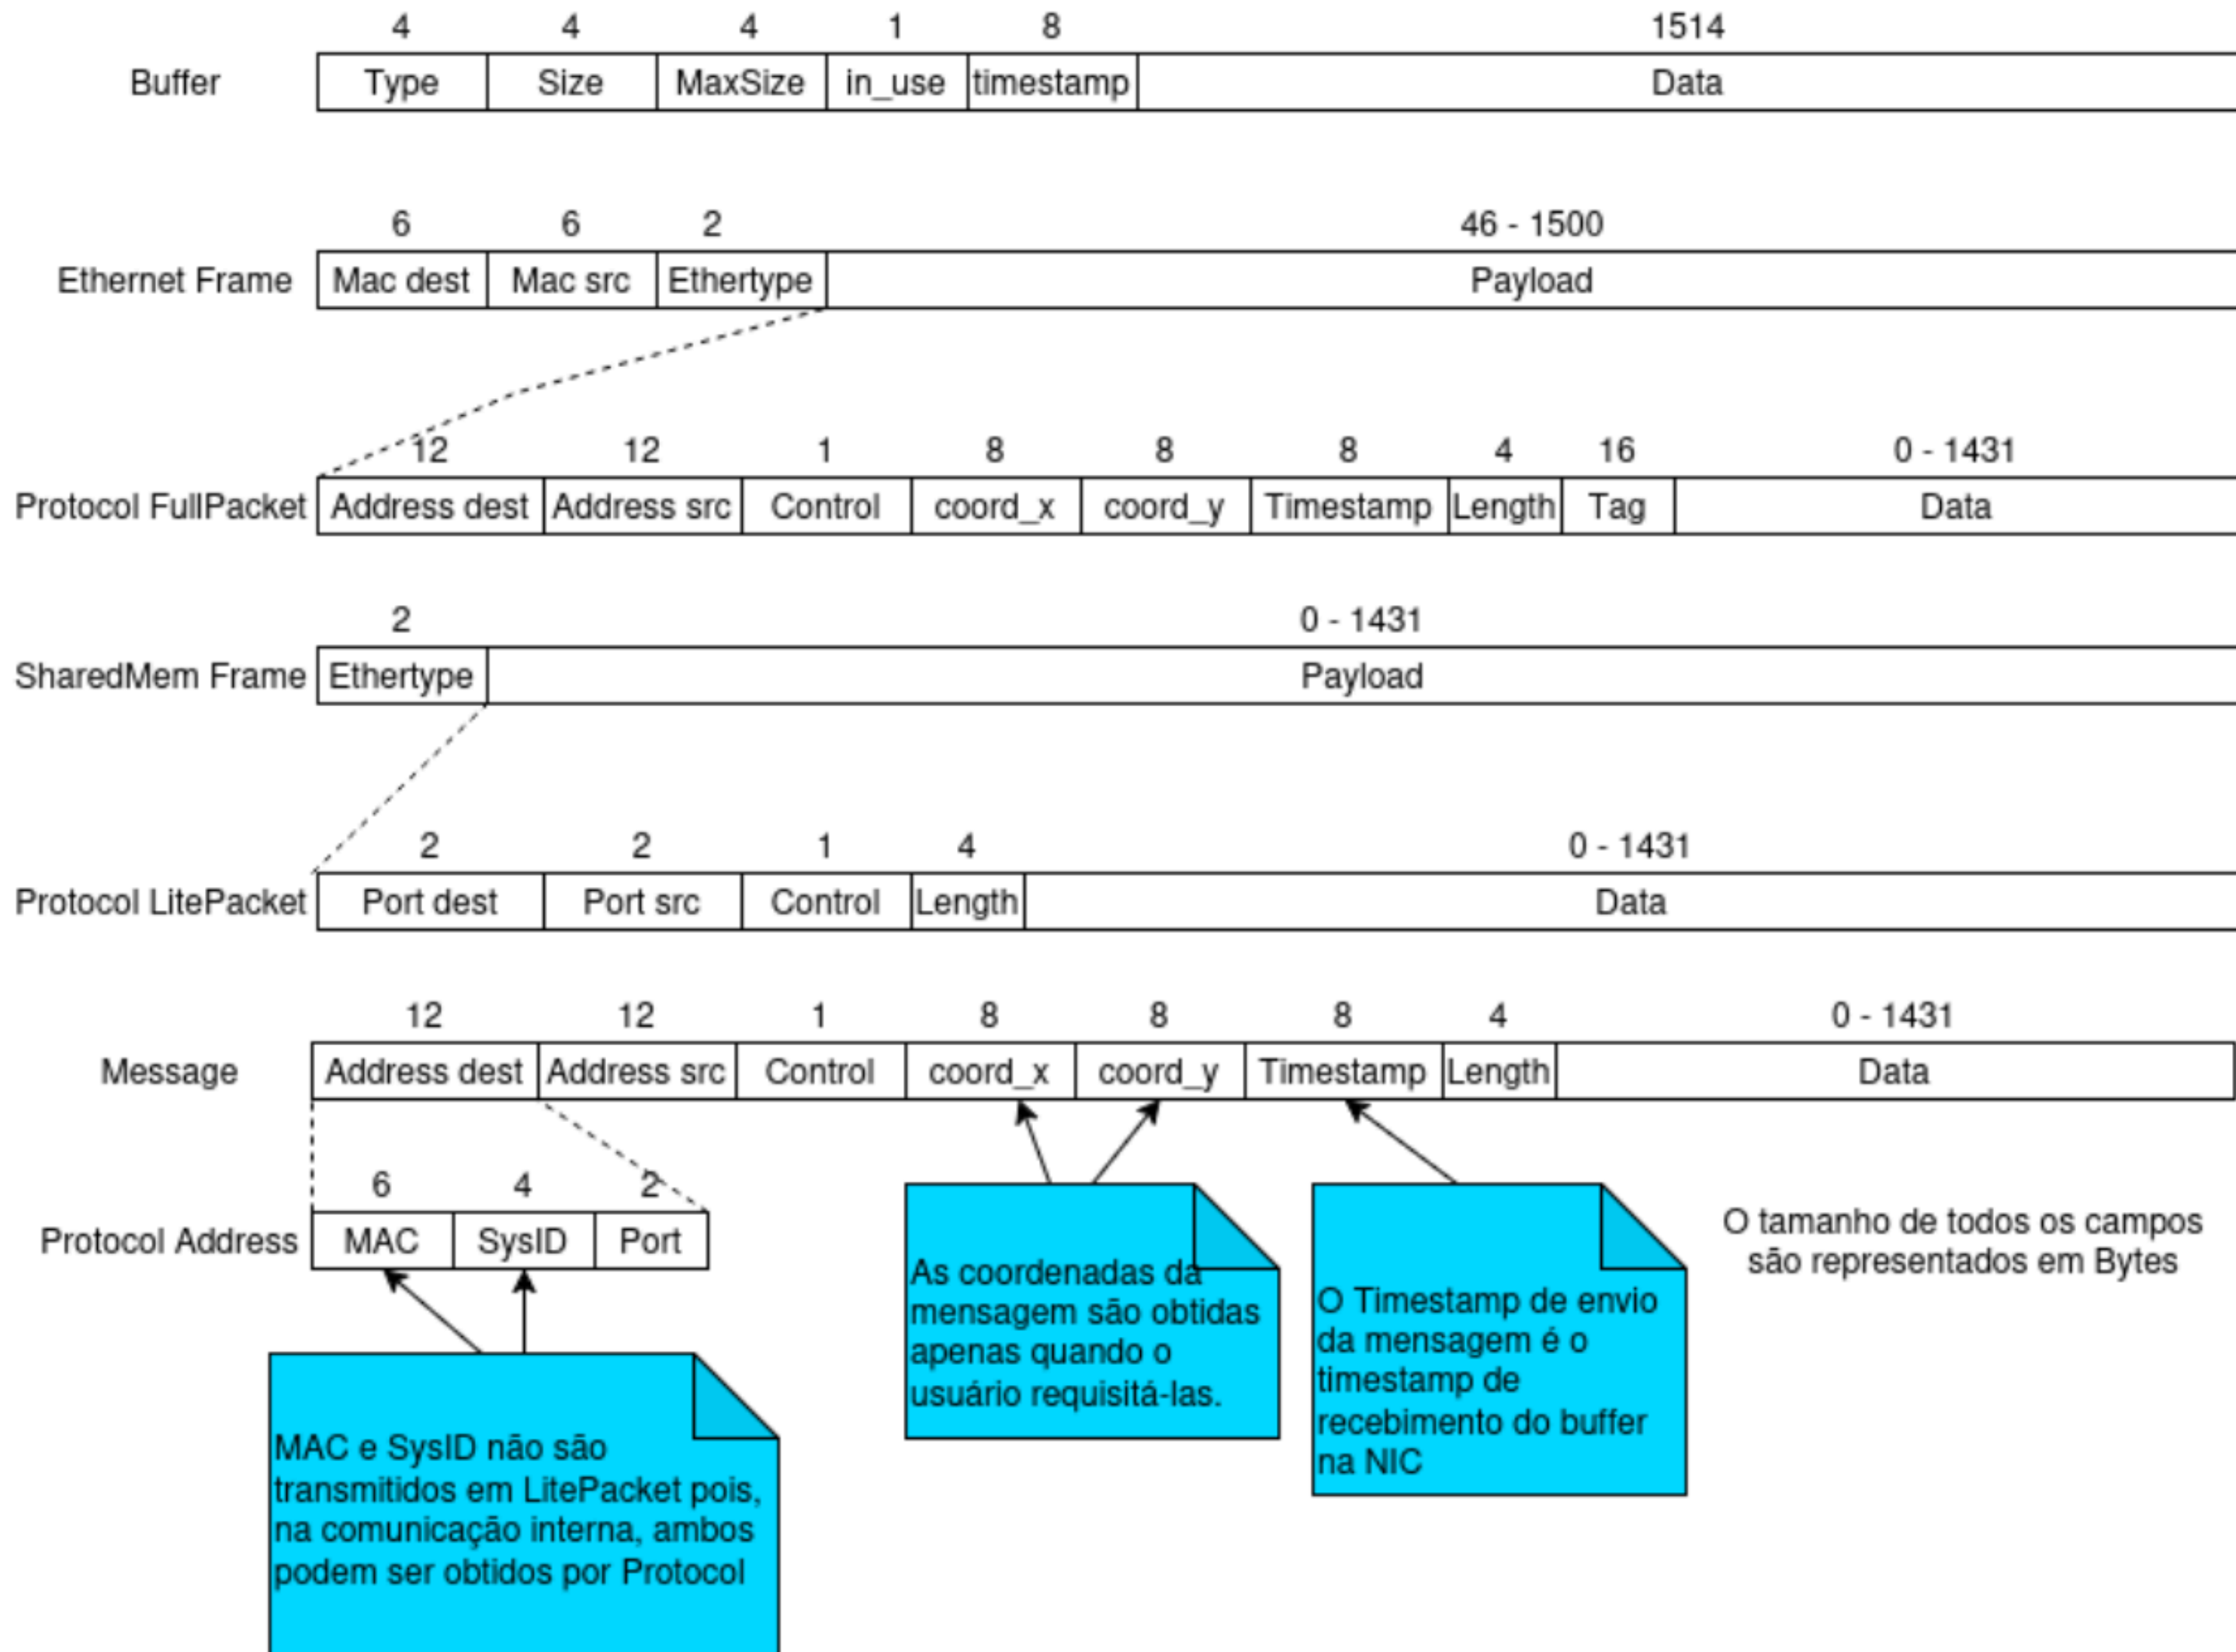 4 4 4 1 8 1514
Buffer Type Size MaxSize in_use timestamp Data
6 6 2 46 - 1500
Ethernet Frame Mac dest Mac src Ethertype Payload
12 12 1 8 8 8 4 16 0 - 1431
Protocol FullPacket Address dest Address src Control coord_x coord_y Timestamp Length Tag Data
2 0 - 1431
SharedMem Frame Ethertype Payload
2 2 1 4 0 - 1431
Protocol LitePacket Port dest Port src Control Length Data
12 12 1 8 8 8 4 0 - 1431
Message Address dest Address src Control coord_x coord_y Timestamp Length Data
6 4 2
Protocol Address MAC SysID Port
As coordenadas da
mensagem são obtidas
apenas quando o
usuário requisitá-las.
O Timestamp de envio
da mensagem é o
timestamp de
recebimento do buffer
na NIC
O tamanho de todos os campos
são representados em Bytes
MAC e SysID não são
transmitidos em LitePacket pois,
na comunicação interna, ambos
podem ser obtidos por Protocol